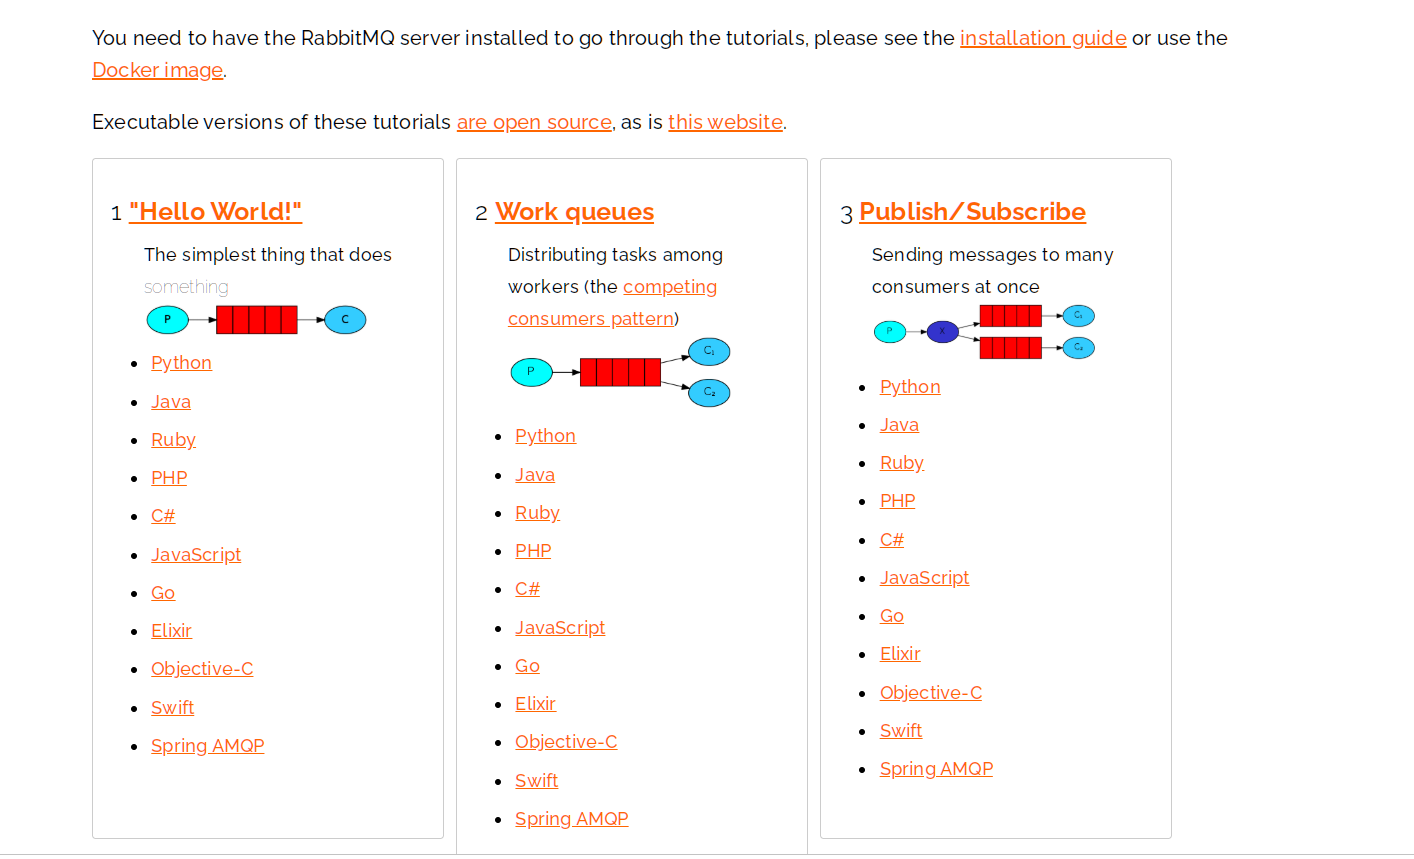 You need to have the RabbitMQ server installed to go through the tutorials, please see the installation guide or use the
Docker image.
Executable versions of these tutorials are open source, as is this website.
1 "Hello World!"
The simplest thing that does
something
P
C
Python
Java
Ruby
PHP
C#
JavaScript
Go
Elixir
Objective-C
Swift
Spring AMQP
2 Work queues
Distributing tasks among
workers (the competing
consumers pattern)
P
C₁
C₂
Python
Java
Ruby
PHP
C#
JavaScript
Go
Elixir
Objective-C
Swift
Spring AMQP
3 Publish/Subscribe
Sending messages to many
consumers at once
P
X
C₁
C₂
Python
Java
Ruby
PHP
C#
JavaScript
Go
Elixir
Objective-C
Swift
Spring AMQP